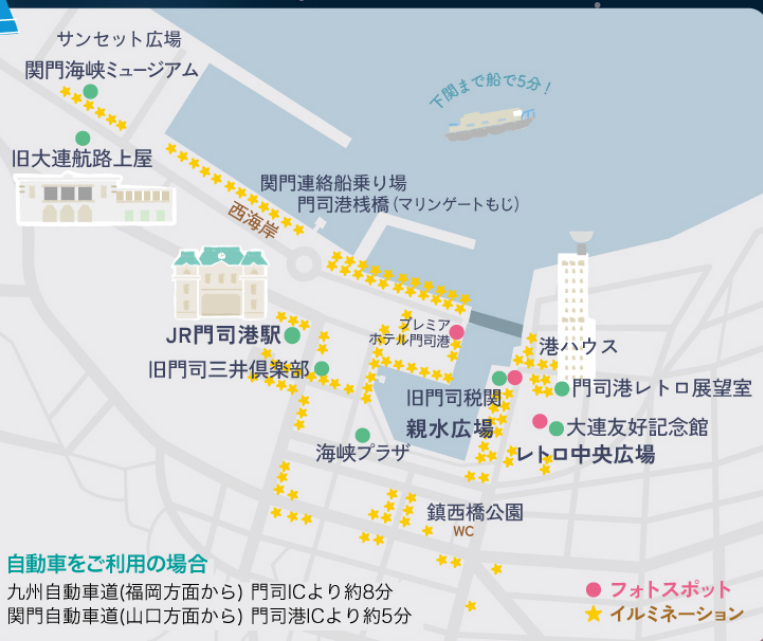 サンセット広場
関門海峡ミュージアム
下関まで船で5分！
旧大連航路上屋
関門連絡船乗り場
門司港桟橋（マリンゲートもじ）
西海岸
JR門司港駅
プレミア
ホテル門司港
港ハウス
旧門司三井倶楽部
旧門司税関
門司港レトロ展望室
親水広場
大連友好記念館
海峡プラザ
レトロ中央広場
鎮西橋公園
WC
自動車をご利用の場合
九州自動車道(福岡方面から) 門司ICより約8分
関門自動車道(山口方面から) 門司港ICより約5分
フォトスポット
イルミネーション